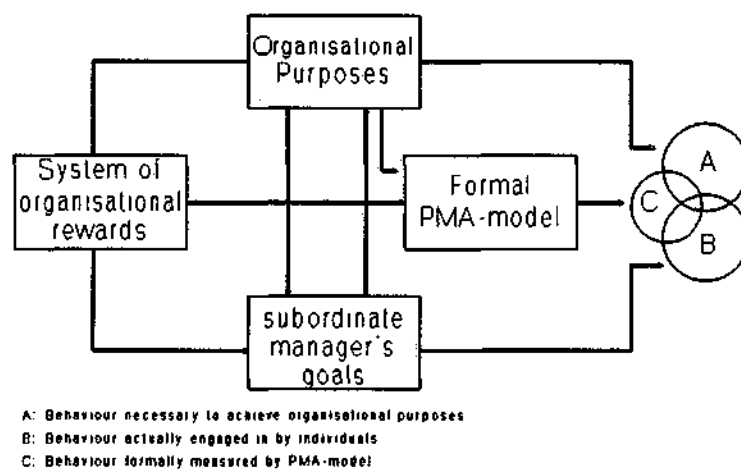 Organisational
Purposes
System of
organisational
rewards
Formal
PMA-model
A
C
B
subordinate
manager's
goals
A: Behaviour necessary to achieve organisational purposes
B: Behaviour actually engaged in by individuals
C: Behaviour formally measured by PMA-model